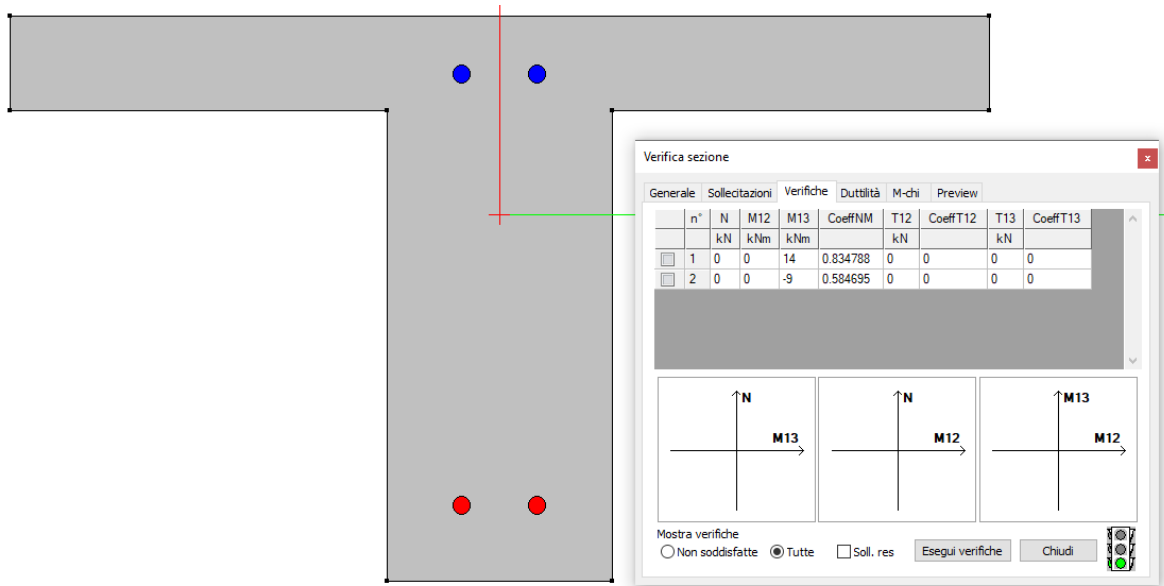 Verifica sezione
x
Generale Sollecitazioni Verifiche Duttilità M-chi Preview
n° N M12 M13 CoeffNM T12 CoeffT12 T13 CoeffT13
kN kNm kNm kN kN
1 0 0 14 0.834788 0 0 0 0
2 0 0 -9 0.584695 0 0 0 0
N N M13
M13 M12 M12
Mostra verifiche
Non soddisfatte Tutte Soll. res Esegui verifiche Chiudi